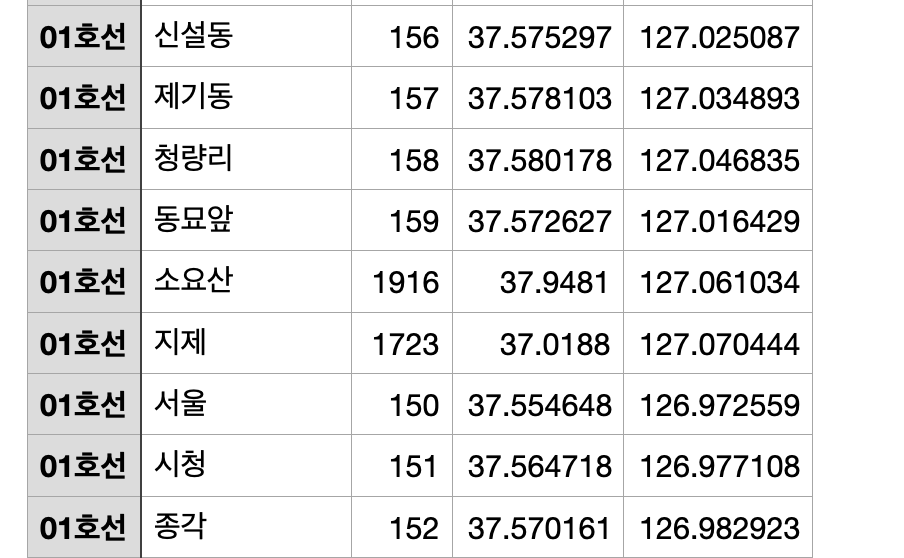 01호선 신설동 156 37.575297 127.025087
01호선 제기동 157 37.578103 127.034893
01호선 청량리 158 37.580178 127.046835
01호선 동묘앞 159 37.572627 127.016429
01호선 소요산 1916 37.9481 127.061034
01호선 지제 1723 37.0188 127.070444
01호선 서울 150 37.554648 126.972559
01호선 시청 151 37.564718 126.977108
01호선 종각 152 37.570161 126.982923